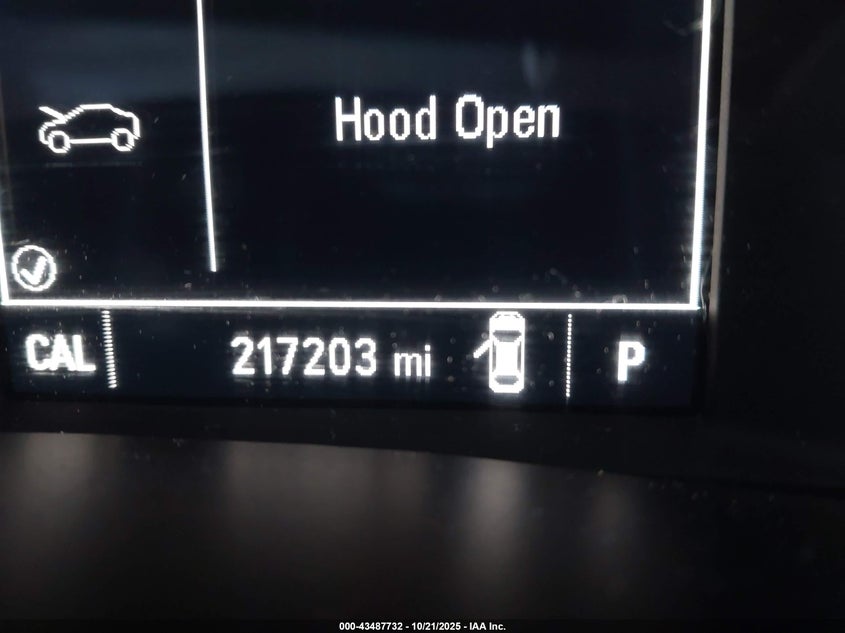 Hood Open
CAL 217203 mi P
000-43487732 - 10/21/2025 - IAA Inc.